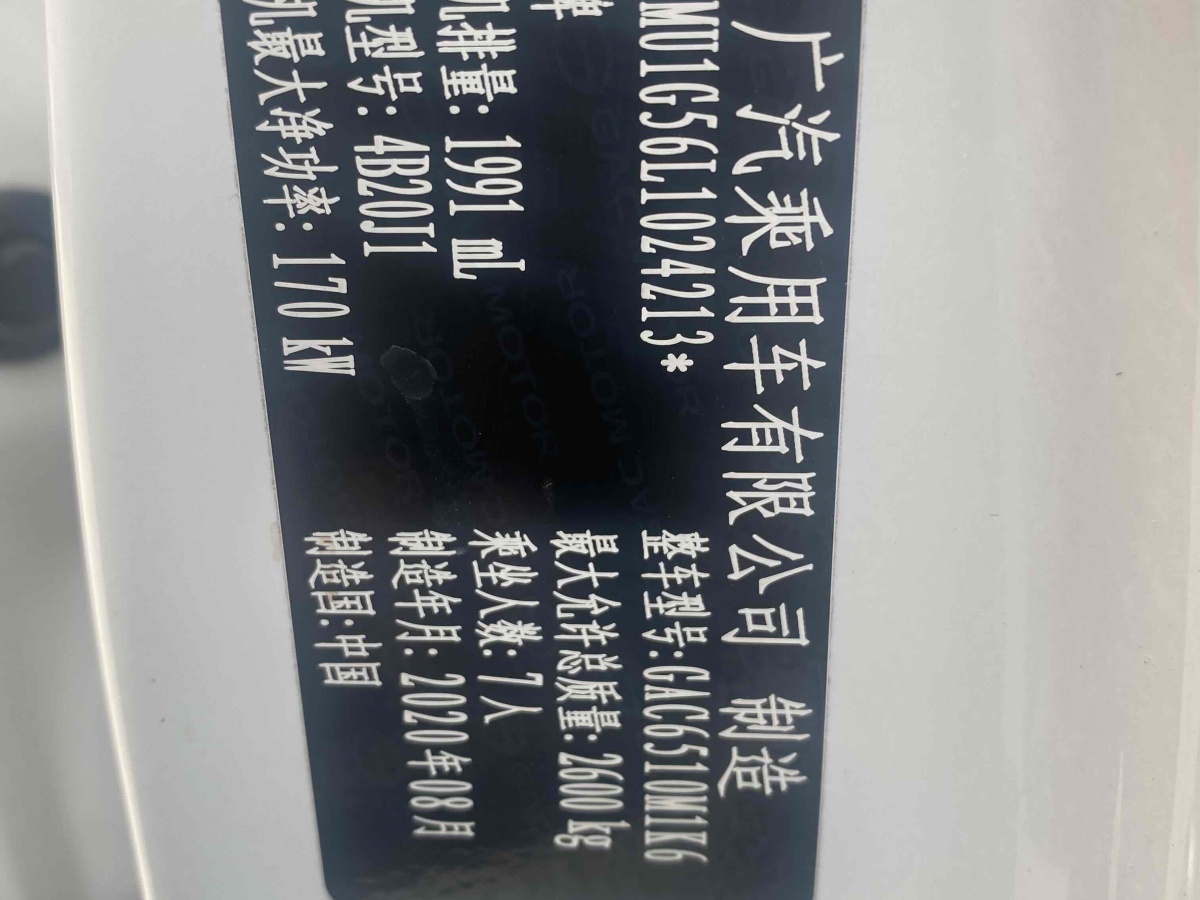 广汽乘用车有限公司 制造
MU1G56L1024213* 整车型号:GAC6510M1K6
牌 最大允许总质量: 2600kg
机排量: 1991 mL 乘坐人数: 7人
机型号: 4B20J1 制造年月: 2020年08月
机最大净功率: 170 kW 制造国:中国